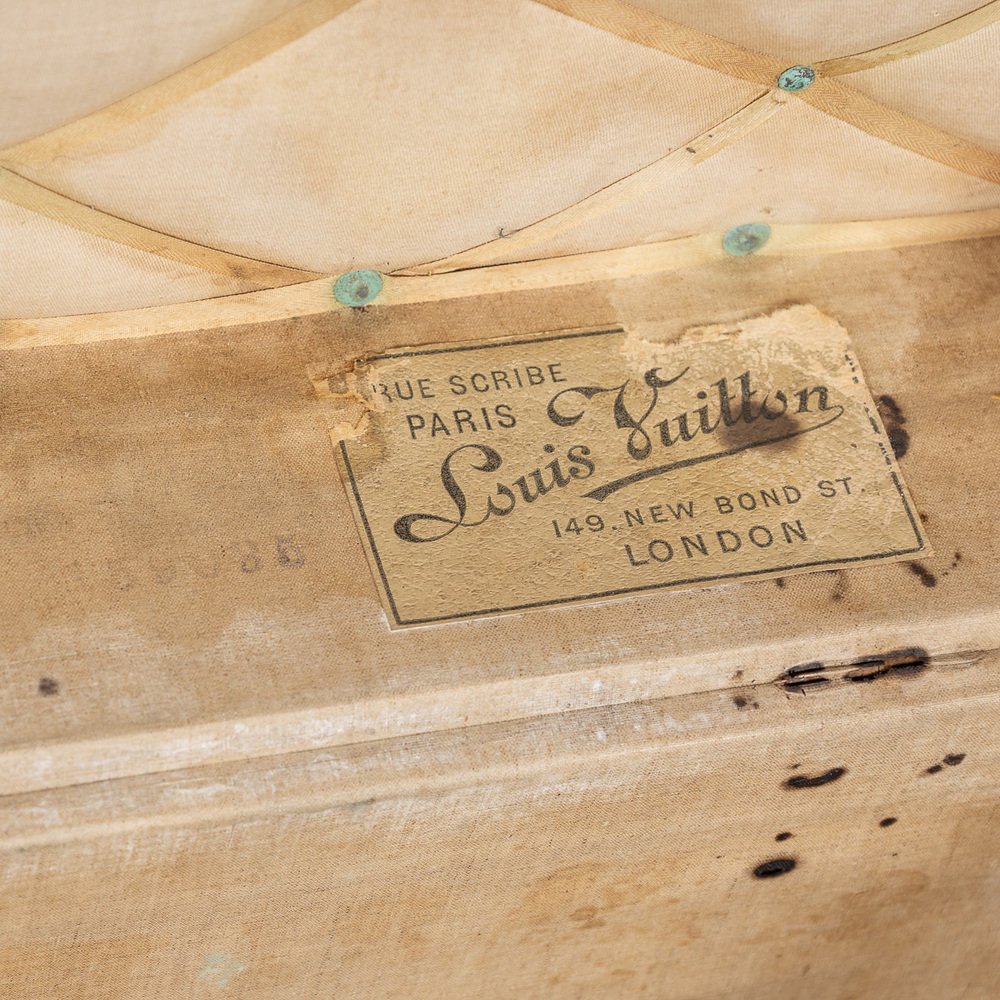 RUE SCRIBE
PARIS
Louis Vuitton
149. NEW BOND ST.
LONDON